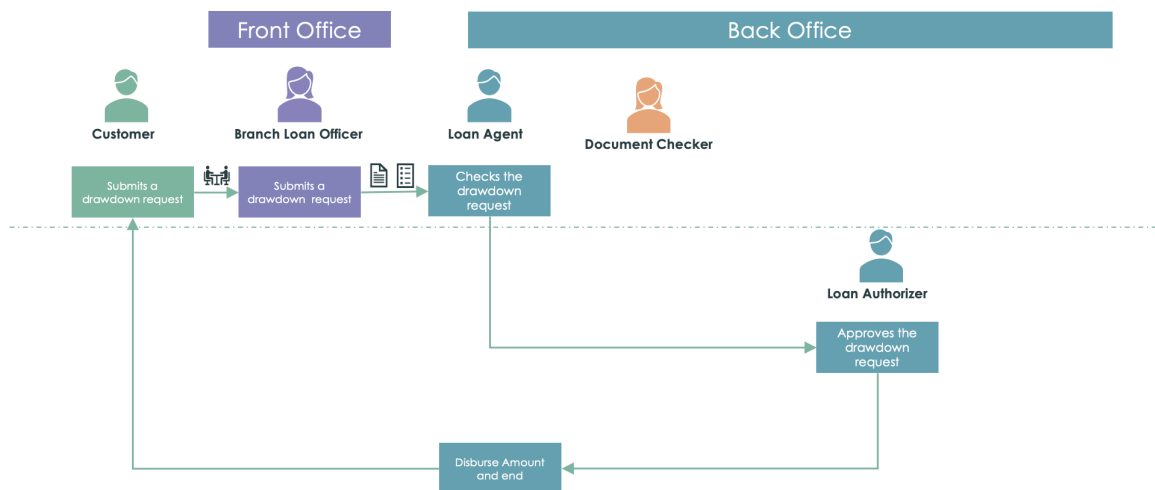 Front Office
Back Office
Customer
Branch Loan Officer
Loan Agent
Document Checker
Submits a
drawdown request
Submits a
drawdown request
Checks the
drawdown
request
Loan Authorizer
Approves the
drawdown
request
Disburse Amount
and end